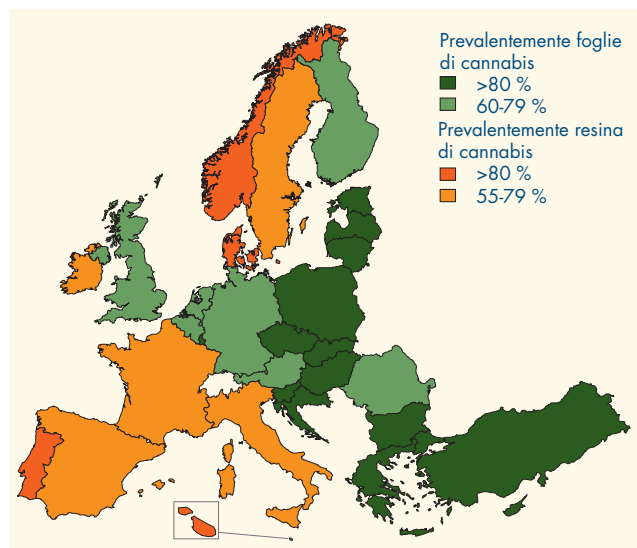 Prevalentemente foglie
di cannabis
>80 %
60-79 %
Prevalentemente resina
di cannabis
>80 %
55-79 %